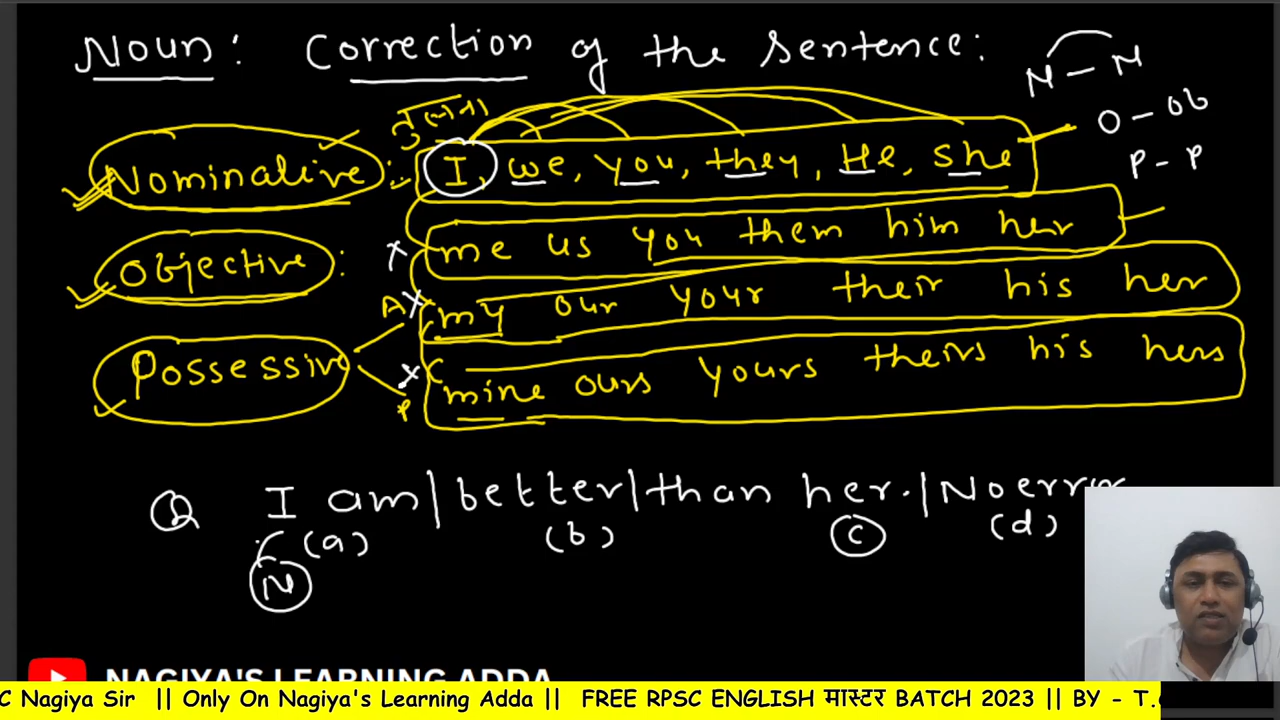 Noun: Correction of the sentence:
N - N
O - Ob
P - P
Nominative : I, we, you, they, He, she
Objective : me us you them him her
A my our your their his her
Possessive
P mine ours yours theirs his hers
Q I am | better | than her. | No error
(a) (b) (c) (d)
N
NAGIYA'S LEARNING ADDA
C Nagiya Sir || Only On Nagiya's Learning Adda || FREE RPSC ENGLISH मास्टर BATCH 2023 || BY - T.